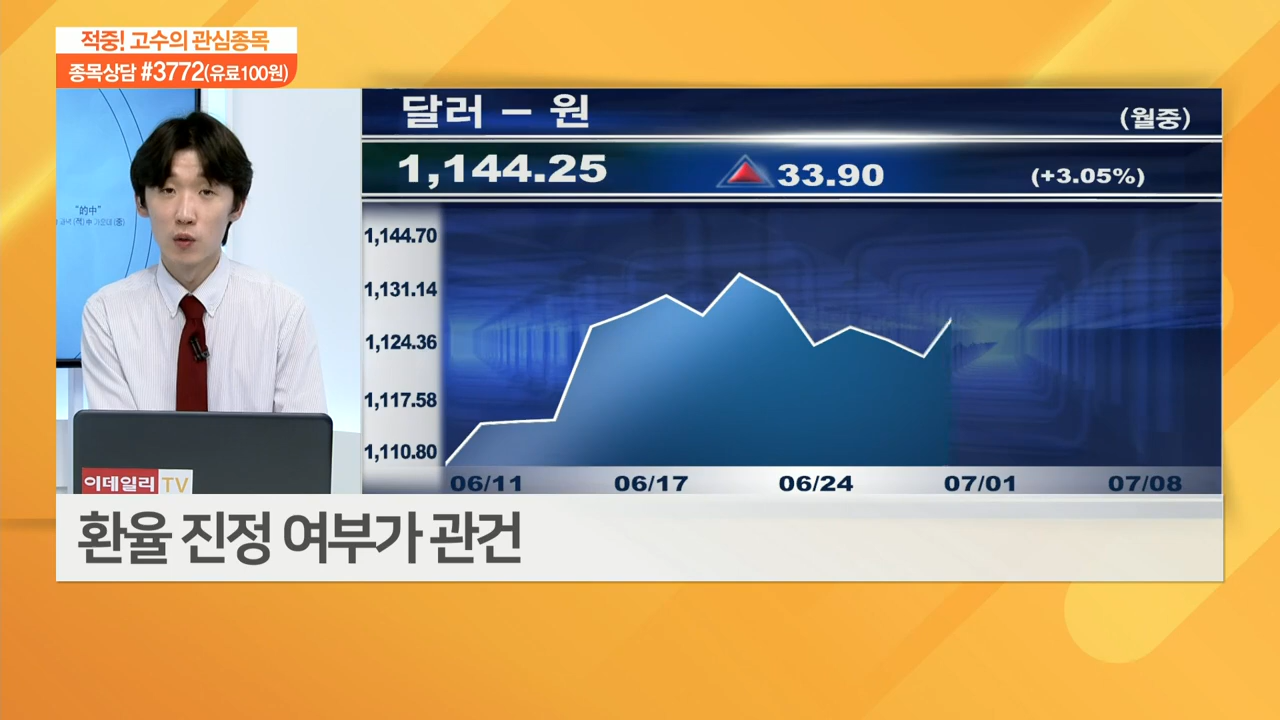 적중! 고수의 관심종목
종목상담 #3772(유료100원)
“的中”
달러 – 원
(월중)
1,144.25
33.90
(+3.05%)
1,144.70
1,131.14
1,124.36
1,117.58
1,110.80
06/11
06/17
06/24
07/01
07/08
이데일리TV
환율 진정 여부가 관건